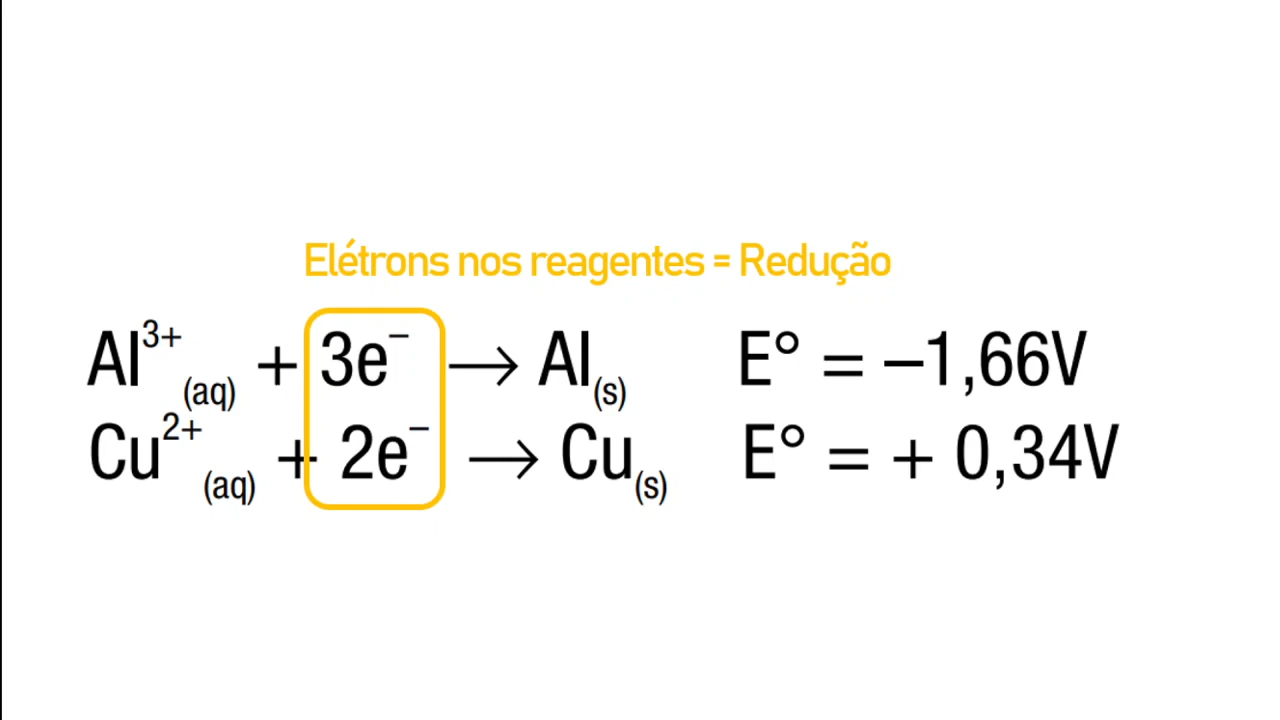 Elétrons nos reagentes = Redução
Al³⁺(aq) + 3e⁻ → Al(s) E° = –1,66V
Cu²⁺(aq) + 2e⁻ → Cu(s) E° = + 0,34V